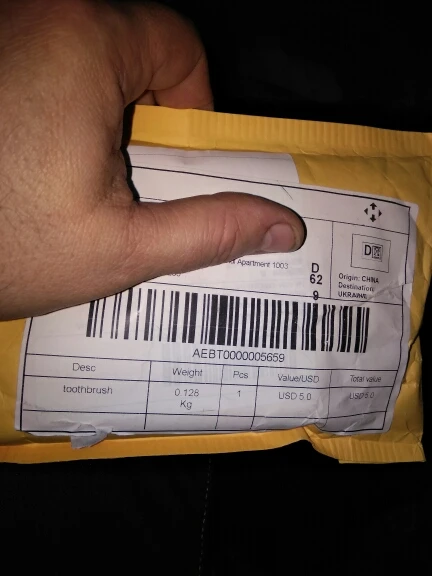 Apartment 1003
D
62
9
D
Origin: CHINA
Destination:
UKRAINE
AEBT0000005659
Desc Weight Pcs Value/USD Total value
toothbrush 0.128 1 USD 5.0 USD 5.0
Kg